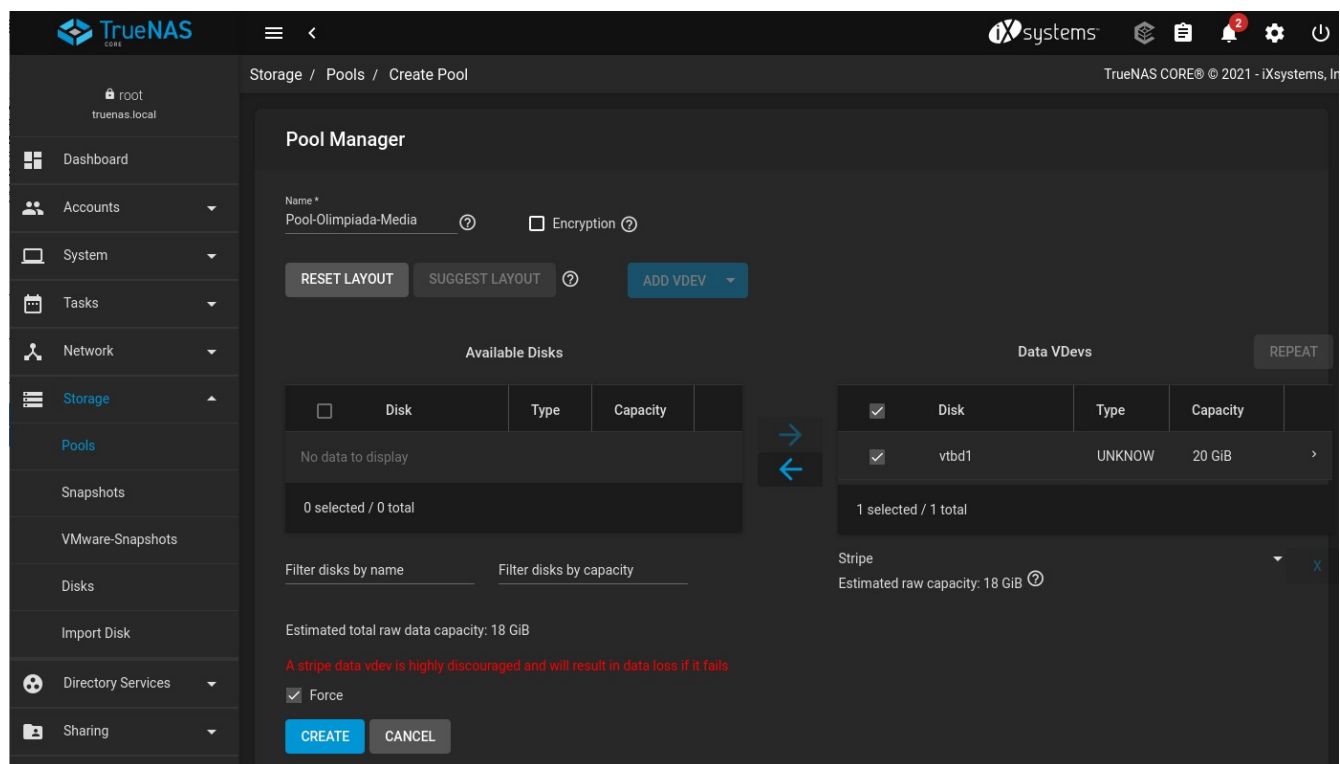 TrueNAS
CORE
iXsystems
2
root
truenas.local
Storage / Pools / Create Pool
TrueNAS CORE® © 2021 - iXsystems, In
Dashboard
Accounts
System
Tasks
Network
Storage
Pools
Snapshots
VMware-Snapshots
Disks
Import Disk
Directory Services
Sharing
Pool Manager
Name *
Pool-Olimpiada-Media
Encryption
RESET LAYOUT SUGGEST LAYOUT ADD VDEV
Available Disks
Disk Type Capacity
No data to display
0 selected / 0 total
Filter disks by name Filter disks by capacity
Data VDevs REPEAT
Disk Type Capacity
vtbd1 UNKNOW 20 GiB
1 selected / 1 total
Stripe X
Estimated raw capacity: 18 GiB
Estimated total raw data capacity: 18 GiB
A stripe data vdev is highly discouraged and will result in data loss if it fails
Force
CREATE CANCEL